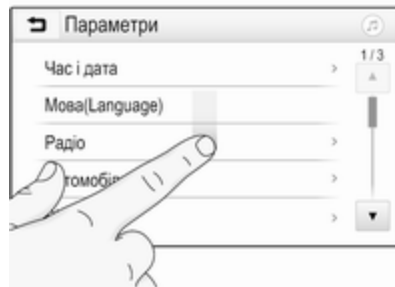 Параметри
1/3
Час і дата
Мова(Language)
Радіо